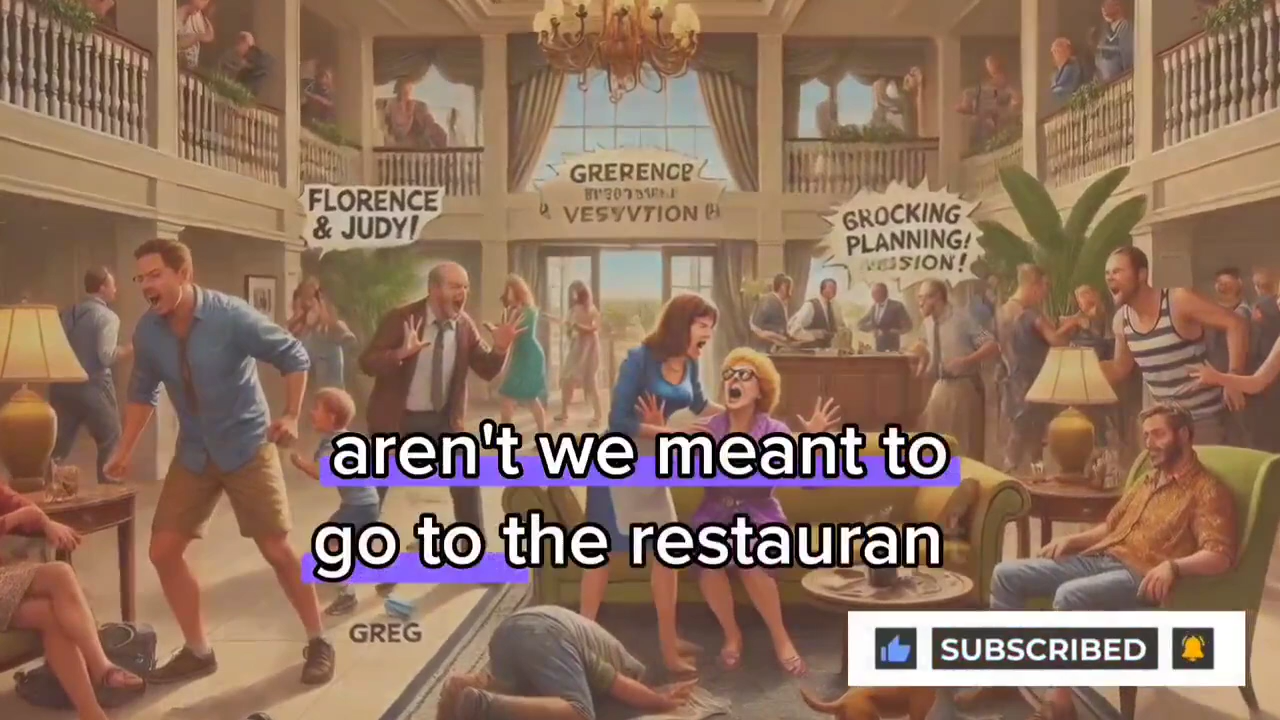 FLORENCE
& JUDY!
GRERENCE
VESYVTION
GROCKING
PLANNING!
aren't we meant to
go to the restauran
GREG
SUBSCRIBED